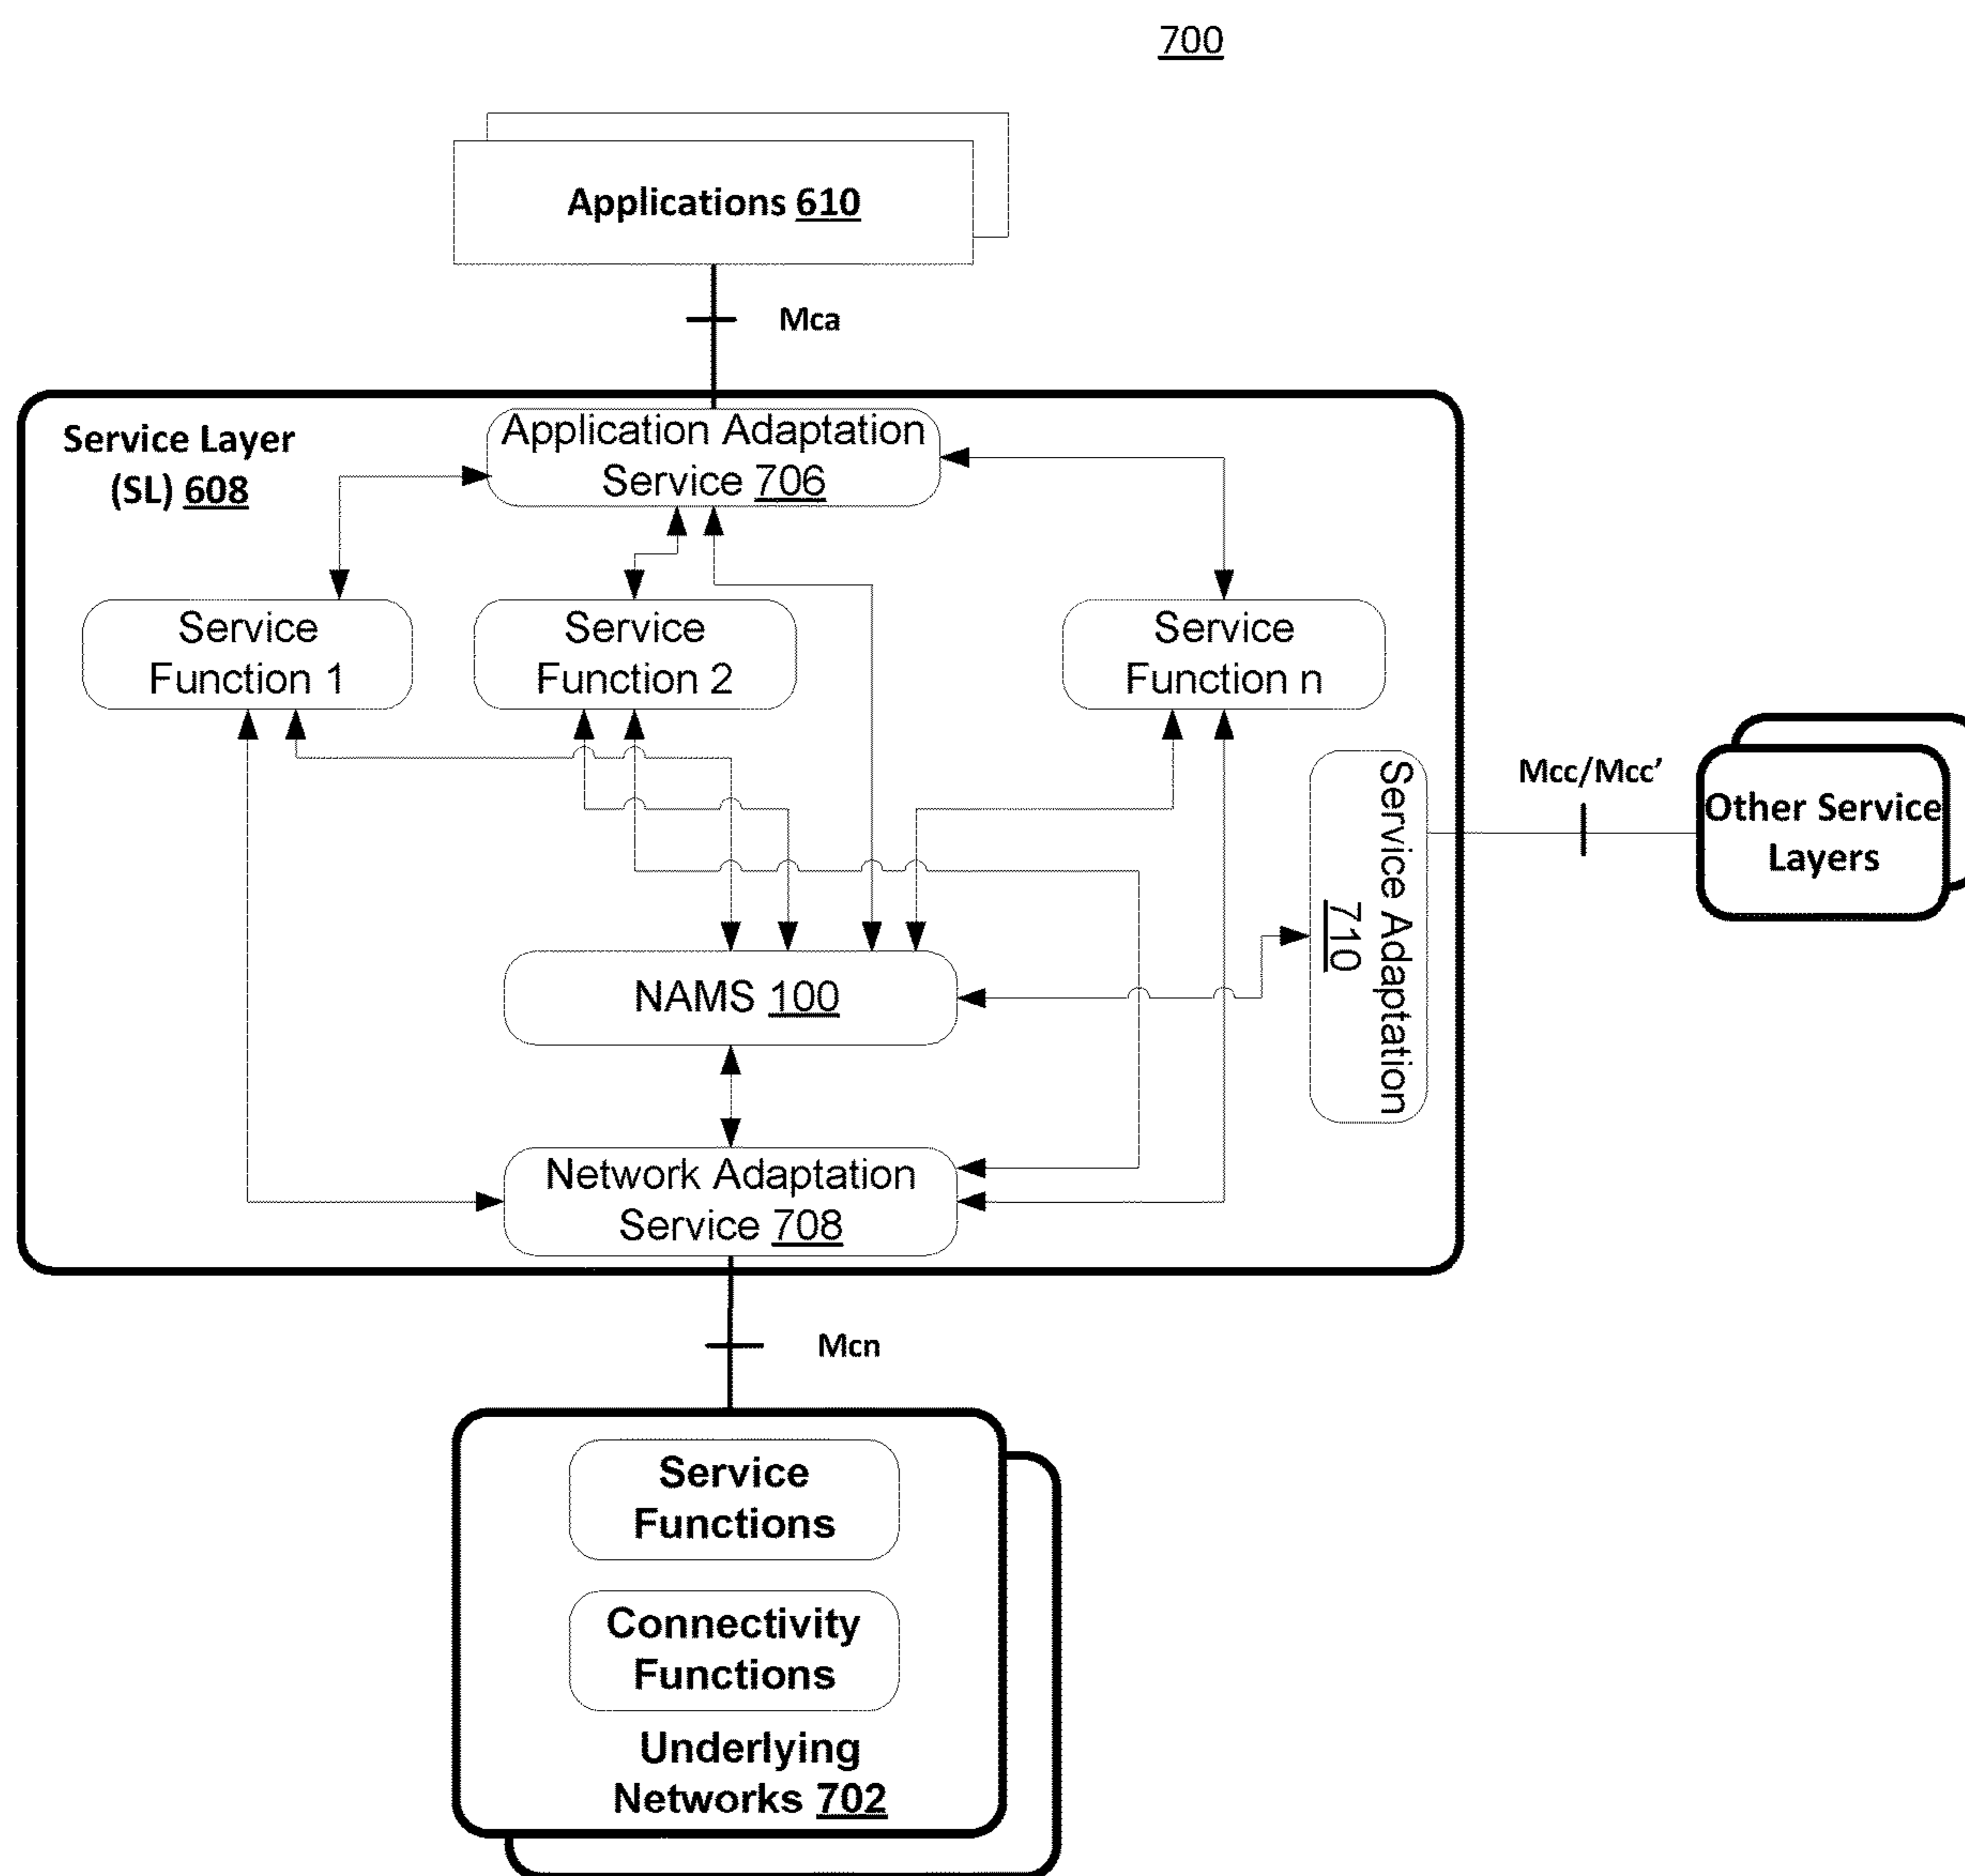 700
Applications 610
Mca
Service Layer
(SL) 608
Application Adaptation
Service 706
Service
Function 1
Service
Function 2
Service
Function n
Service Adaptation
710
Mcc/Mcc’
Other Service
Layers
NAMS 100
Network Adaptation
Service 708
Mcn
Service
Functions
Connectivity
Functions
Underlying
Networks 702